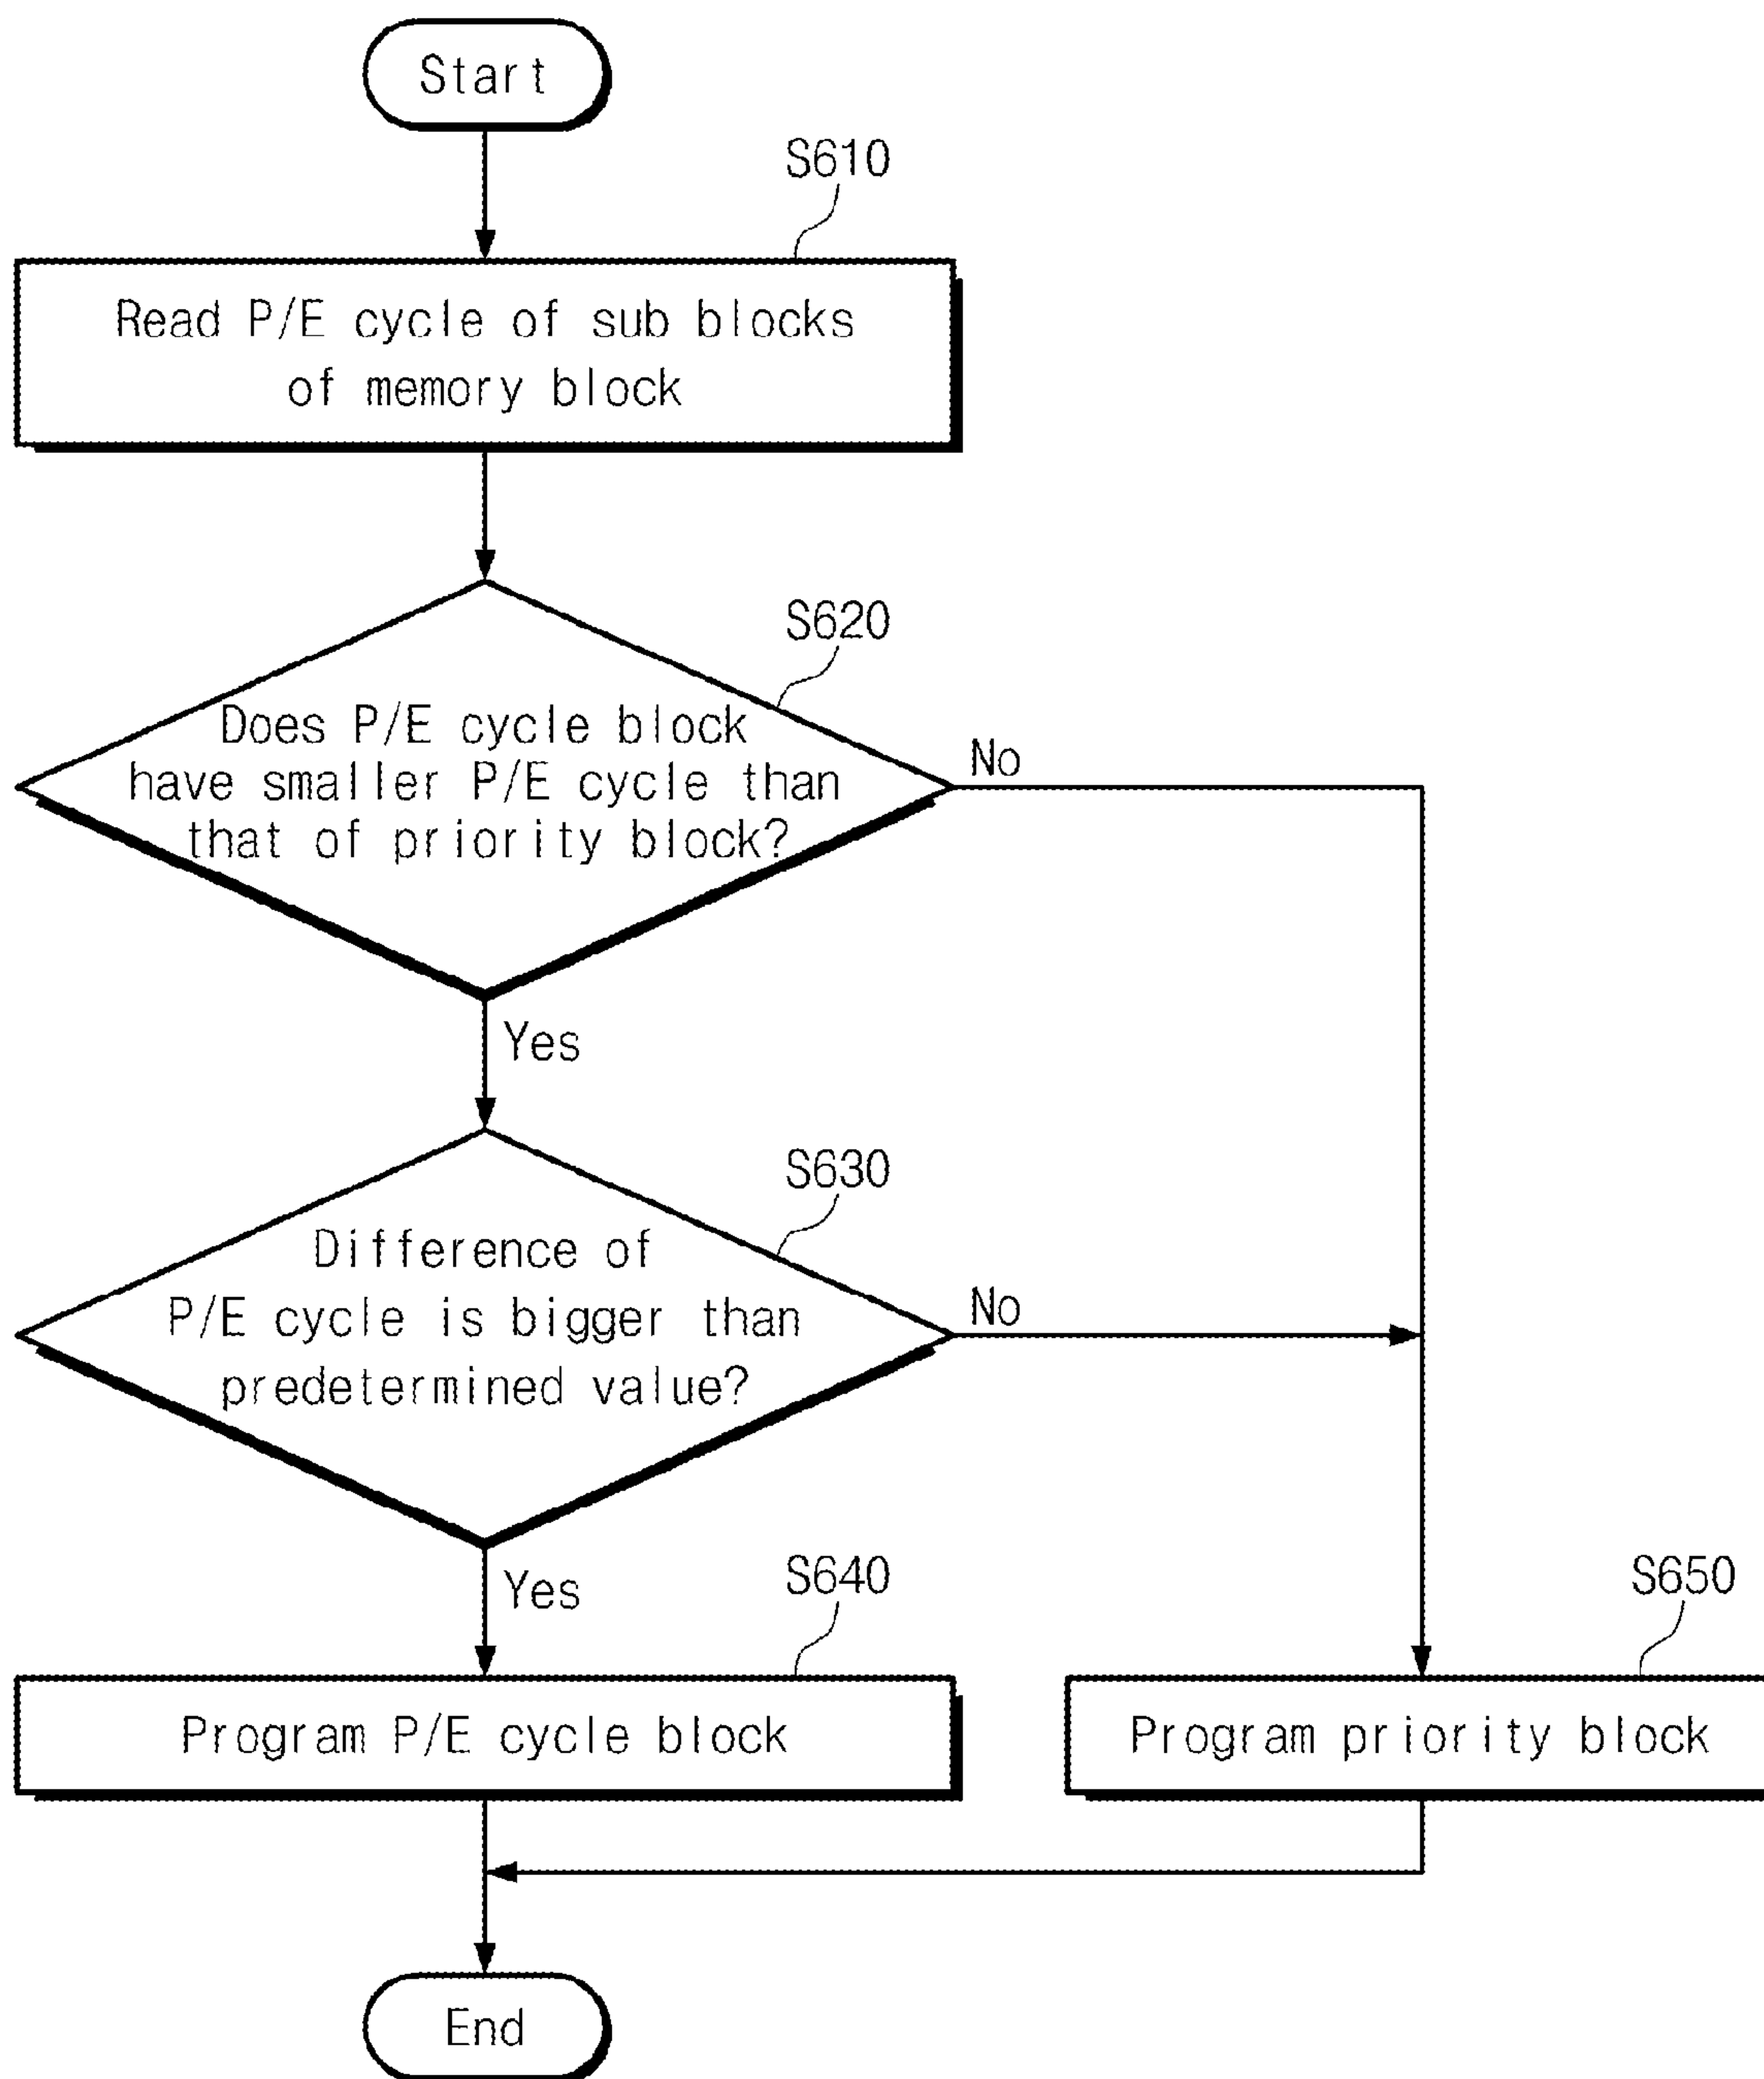 Start
S610
Read P/E cycle of sub blocks
of memory block
S620
Does P/E cycle block
have smaller P/E cycle than
that of priority block?
No
Yes
S630
Difference of
P/E cycle is bigger than
predetermined value?
No
Yes
S640
S650
Program P/E cycle block
Program priority block
End